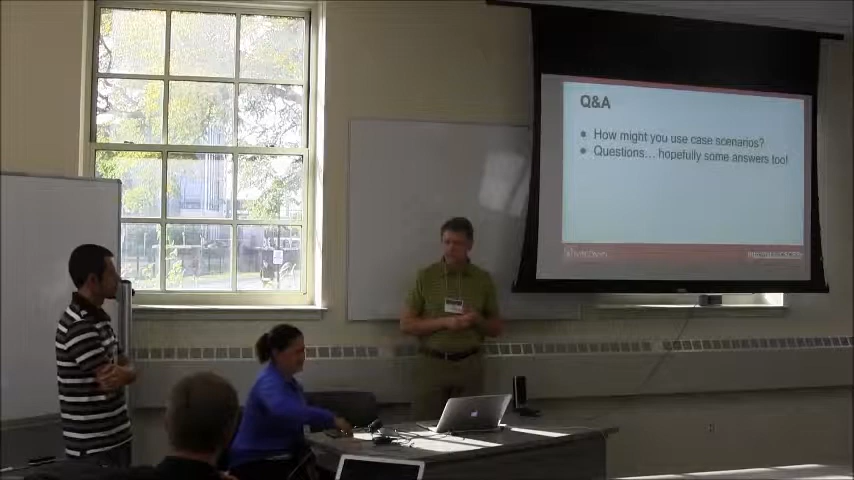 Q&A
● How might you use case scenarios?
● Questions... hopefully some answers too!